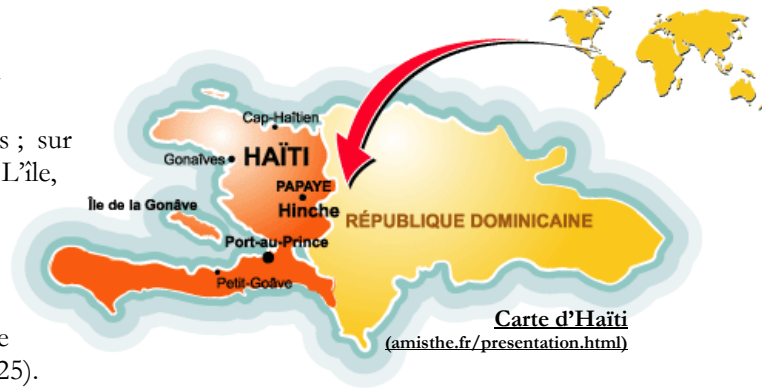 s ; sur
L’île,
Cap-Haïtien
Gonaïves
HAÏTI
PAPAYE
Hinche
Île de la Gonâve
RÉPUBLIQUE DOMINICAINE
Port-au-Prince
Petit-Goâve
Carte d’Haïti
(amisthe.fr/presentation.html)
e
25).